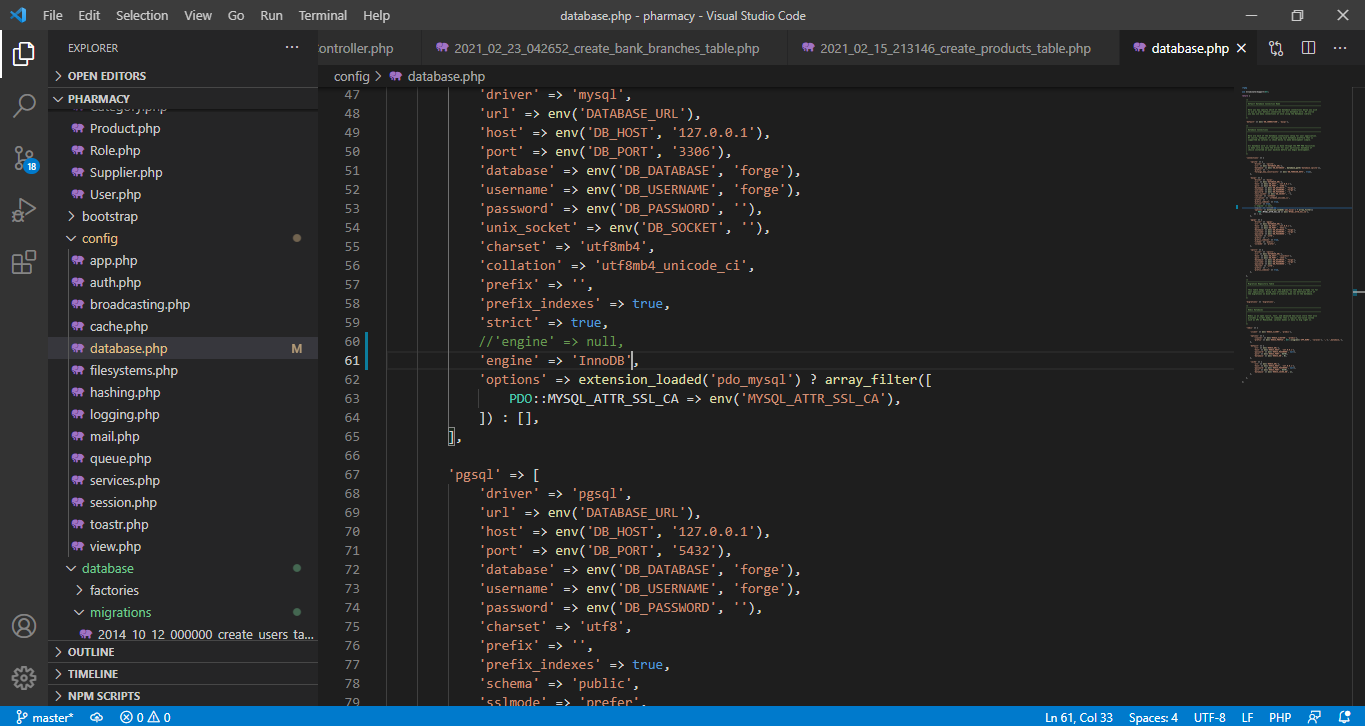 File Edit Selection View Go Run Terminal Help database.php - pharmacy - Visual Studio Code
EXPLORER
OPEN EDITORS
PHARMACY
Category.php
Product.php
Role.php
Supplier.php
User.php
bootstrap
config
app.php
auth.php
broadcasting.php
cache.php
database.php M
filesystems.php
hashing.php
logging.php
mail.php
queue.php
services.php
session.php
toastr.php
view.php
database
factories
migrations
2014_10_12_000000_create_users_ta...
OUTLINE
TIMELINE
NPM SCRIPTS
18
ontroller.php 2021_02_23_042652_create_bank_branches_table.php 2021_02_15_213146_create_products_table.php database.php
config > database.php
47 'driver' => 'mysql',
48 'url' => env('DATABASE_URL'),
49 'host' => env('DB_HOST', '127.0.0.1'),
50 'port' => env('DB_PORT', '3306'),
51 'database' => env('DB_DATABASE', 'forge'),
52 'username' => env('DB_USERNAME', 'forge'),
53 'password' => env('DB_PASSWORD', ''),
54 'unix_socket' => env('DB_SOCKET', ''),
55 'charset' => 'utf8mb4',
56 'collation' => 'utf8mb4_unicode_ci',
57 'prefix' => '',
58 'prefix_indexes' => true,
59 'strict' => true,
60 //'engine' => null,
61 'engine' => 'InnoDB',
62 'options' => extension_loaded('pdo_mysql') ? array_filter([
63 PDO::MYSQL_ATTR_SSL_CA => env('MYSQL_ATTR_SSL_CA'),
64 ]) : [],
65 ],
66
67 'pgsql' => [
68 'driver' => 'pgsql',
69 'url' => env('DATABASE_URL'),
70 'host' => env('DB_HOST', '127.0.0.1'),
71 'port' => env('DB_PORT', '5432'),
72 'database' => env('DB_DATABASE', 'forge'),
73 'username' => env('DB_USERNAME', 'forge'),
74 'password' => env('DB_PASSWORD', ''),
75 'charset' => 'utf8',
76 'prefix' => '',
77 'prefix_indexes' => true,
78 'schema' => 'public',
79 'sslmode' => 'prefer',
master* 0 0 Ln 61, Col 33 Spaces: 4 UTF-8 LF PHP